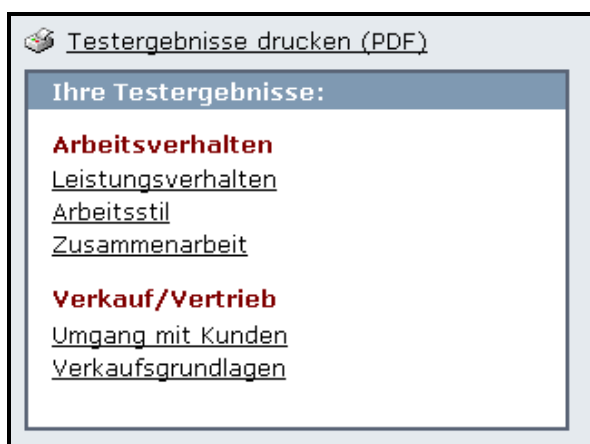 Testergebnisse drucken (PDF)
Ihre Testergebnisse:
Arbeitsverhalten
Leistungsverhalten
Arbeitsstil
Zusammenarbeit
Verkauf/Vertrieb
Umgang mit Kunden
Verkaufsgrundlagen